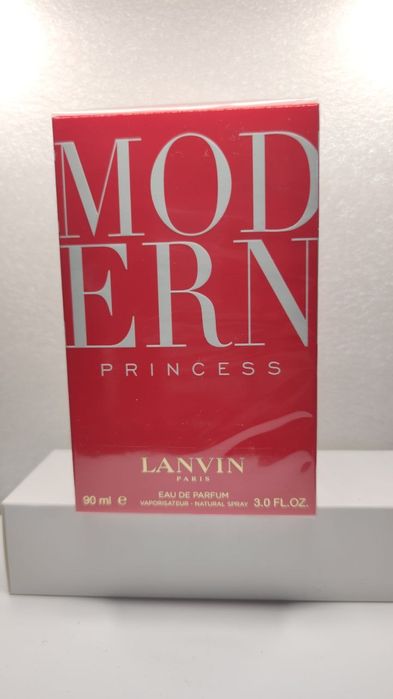 MOD
ERN
PRINCESS
LANVIN
PARIS
EAU DE PARFUM
90 ml e VAPORISATEUR - NATURAL SPRAY 3.0 FL.OZ.